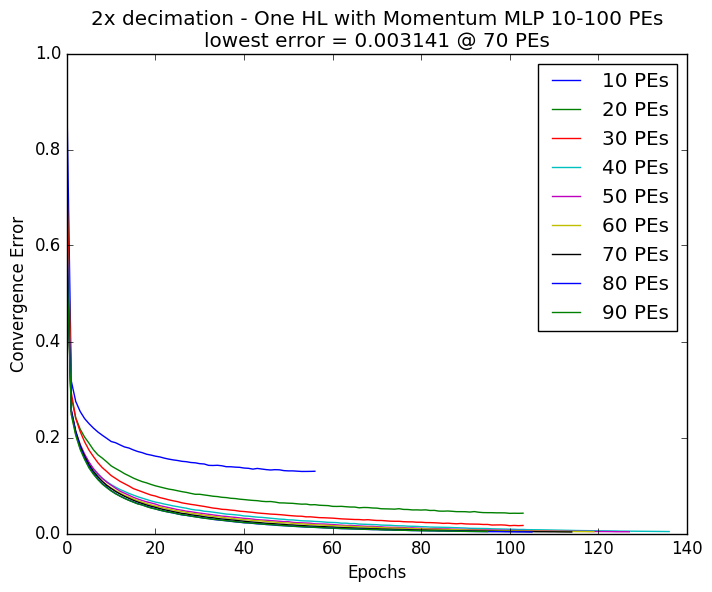 2x decimation - One HL with Momentum MLP 10-100 PEs
lowest error = 0.003141 @ 70 PEs
1.0
0.8
0.6
0.4
0.2
0.0
Convergence Error
10 PEs
20 PEs
30 PEs
40 PEs
50 PEs
60 PEs
70 PEs
80 PEs
90 PEs
0 20 40 60 80 100 120 140
Epochs